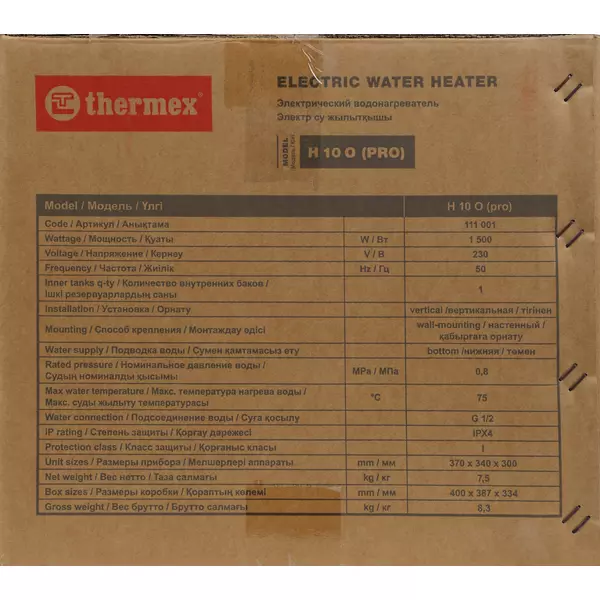 thermex®
ELECTRIC WATER HEATER
Электрический водонагреватель
Электр су жылытқышы
MODEL
H 10 O (PRO)
Model / Модель / Үлгі H 10 O (pro)
Code / Артикул / Анықтама 111 001
Wattage / Мощность / Қуаты W / Вт 1 500
Voltage / Напряжение / Кернеу V / В 230
Frequency / Частота / Жиілік Hz / Гц 50
Inner tanks q-ty / Количество внутренних баков /
Ішкі резервуарлардың саны 1
Installation / Установка / Орнату vertical /вертикальная / тігінен
Mounting / Способ крепления / Монтаждау әдісі wall-mounting / настенный /
қабырғаға орнату
Water supply / Подводка воды / Сумен қамтамасыз ету bottom /нижняя / төмен
Rated pressure / Номинальное давление воды /
Судың номиналды қысымы MPa / МПа 0,8
Max water temperature / Макс. температура нагрева воды /
Макс. суды жылыту температурасы °C 75
Water connection / Подсоединение воды / Суға қосылу G 1/2
IP rating / Степень защиты / Қорғау дәрежесі IPX4
Protection class / Класс защиты / Қорғаныс класы I
Unit sizes / Размеры прибора / Мелшерлері аппараты mm / мм 370 x 340 x 300
Net weight / Вес нетто / Таза салмағы kg / кг 7,5
Box sizes / Размеры коробки / Қораптың көлемі mm / мм 400 x 387 x 334
Gross weight / Вес брутто / Брутто салмағы kg / кг 8,3